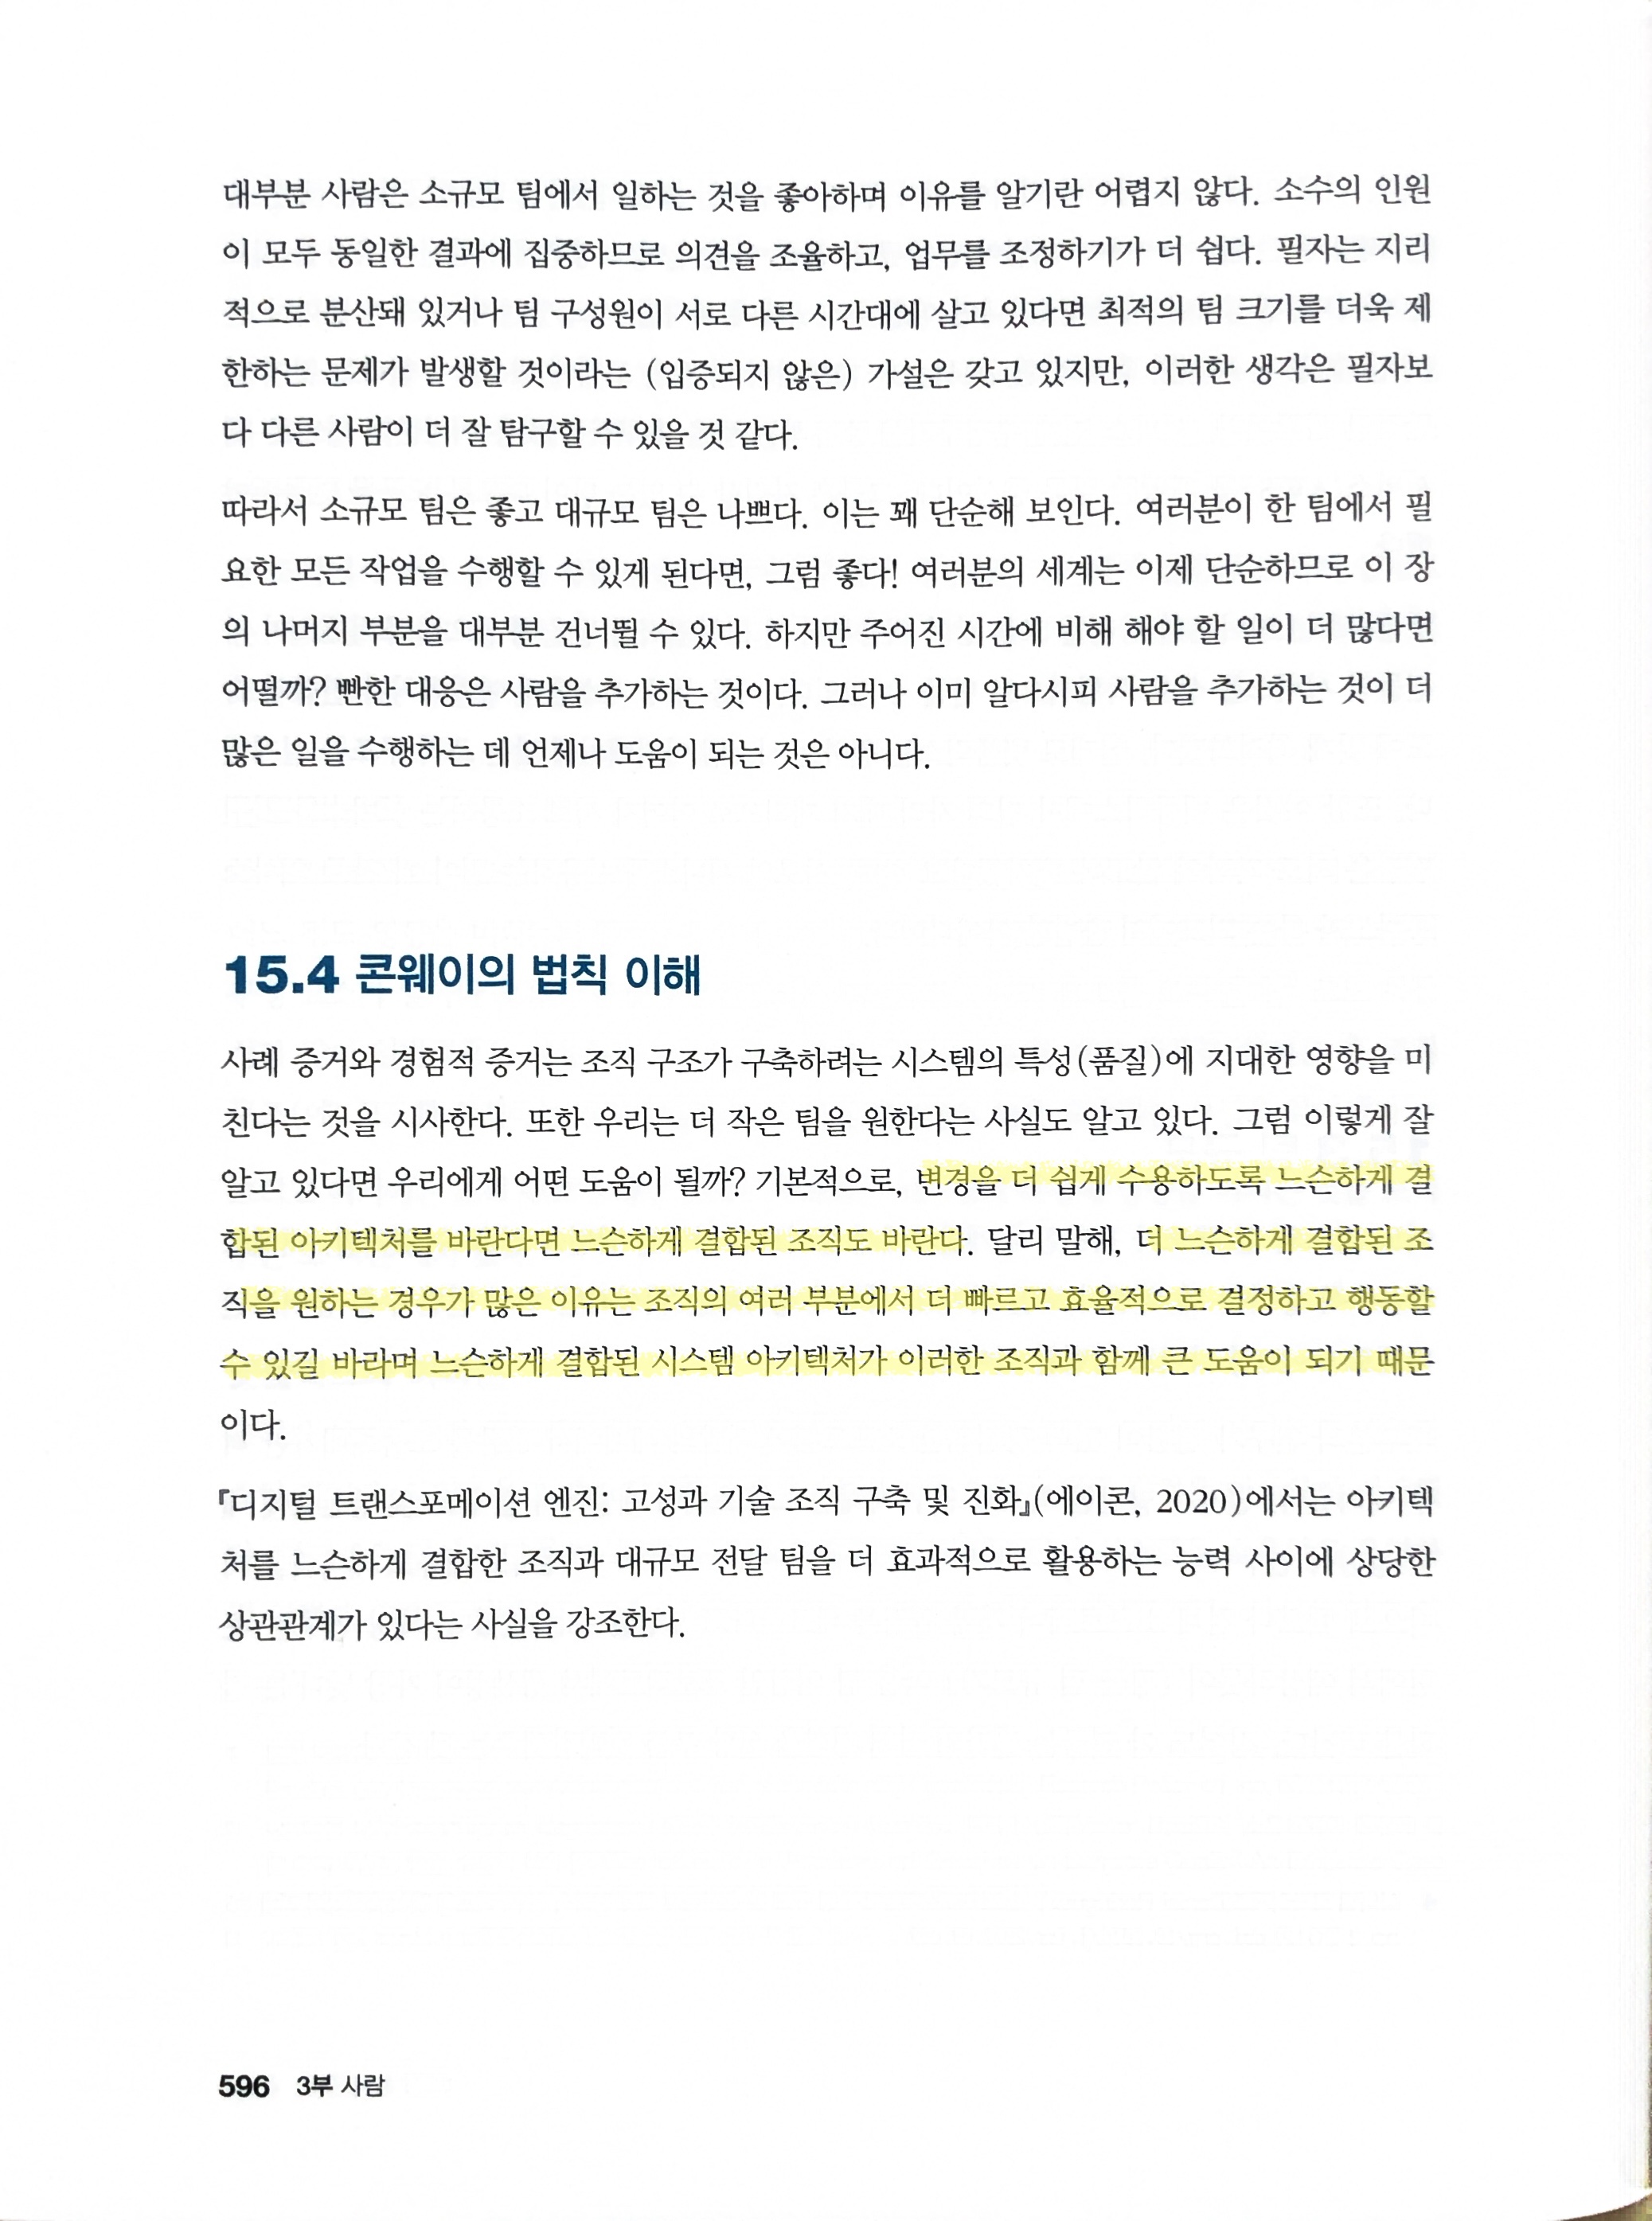 대부분 사람은 소규모 팀에서 일하는 것을 좋아하며 이유를 알기란 어렵지 않다. 소수의 인원
이 모두 동일한 결과에 집중하므로 의견을 조율하고, 업무를 조정하기가 더 쉽다. 필자는 지리
적으로 분산돼 있거나 팀 구성원이 서로 다른 시간대에 살고 있다면 최적의 팀 크기를 더욱 제
한하는 문제가 발생할 것이라는 (입증되지 않은) 가설은 갖고 있지만, 이러한 생각은 필자보
다 다른 사람이 더 잘 탐구할 수 있을 것 같다.
따라서 소규모 팀은 좋고 대규모 팀은 나쁘다. 이는 꽤 단순해 보인다. 여러분이 한 팀에서 필
요한 모든 작업을 수행할 수 있게 된다면, 그럼 좋다! 여러분의 세계는 이제 단순하므로 이 장
의 나머지 부분을 대부분 건너뛸 수 있다. 하지만 주어진 시간에 비해 해야 할 일이 더 많다면
어떨까? 빤한 대응은 사람을 추가하는 것이다. 그러나 이미 알다시피 사람을 추가하는 것이 더
많은 일을 수행하는 데 언제나 도움이 되는 것은 아니다.
15.4 콘웨이의 법칙 이해
사례 증거와 경험적 증거는 조직 구조가 구축하려는 시스템의 특성(품질)에 지대한 영향을 미
친다는 것을 시사한다. 또한 우리는 더 작은 팀을 원한다는 사실도 알고 있다. 그럼 이렇게 잘
알고 있다면 우리에게 어떤 도움이 될까? 기본적으로, 변경을 더 쉽게 수용하도록 느슨하게 결
합된 아키텍처를 바란다면 느슨하게 결합된 조직도 바란다. 달리 말해, 더 느슨하게 결합된 조
직을 원하는 경우가 많은 이유는 조직의 여러 부분에서 더 빠르고 효율적으로 결정하고 행동할
수 있길 바라며 느슨하게 결합된 시스템 아키텍처가 이러한 조직과 함께 큰 도움이 되기 때문
이다.
『디지털 트랜스포메이션 엔진: 고성과 기술 조직 구축 및 진화』(에이콘, 2020)에서는 아키텍
처를 느슨하게 결합한 조직과 대규모 전달 팀을 더 효과적으로 활용하는 능력 사이에 상당한
상관관계가 있다는 사실을 강조한다.
596 3부 사람